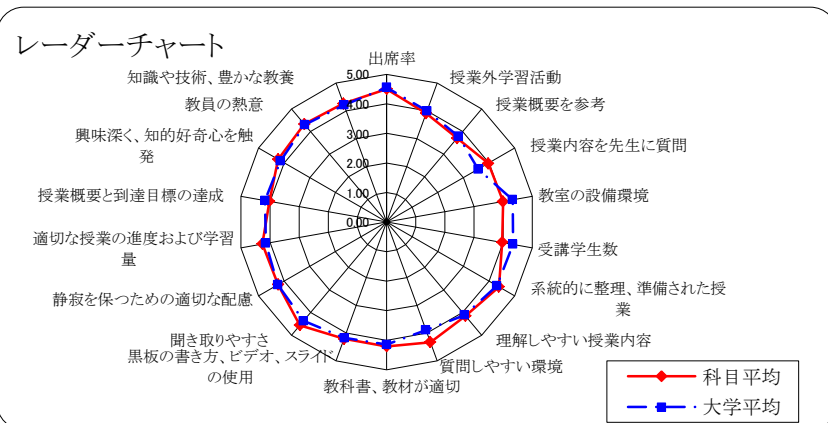 レーダーチャート
出席率
授業外学習活動
授業概要を参考
授業内容を先生に質問
教室の設備環境
受講学生数
系統的に整理、準備された授
業
理解しやすい授業内容
質問しやすい環境
教科書、教材が適切
黒板の書き方、ビデオ、スライド
の使用
聞き取りやすさ
静寂を保つための適切な配慮
適切な授業の進度および学習
量
授業概要と到達目標の達成
興味深く、知的好奇心を触
発
教員の熱意
知識や技術、豊かな教養
5.00
4.00
3.00
2.00
1.00
0.00
科目平均
大学平均